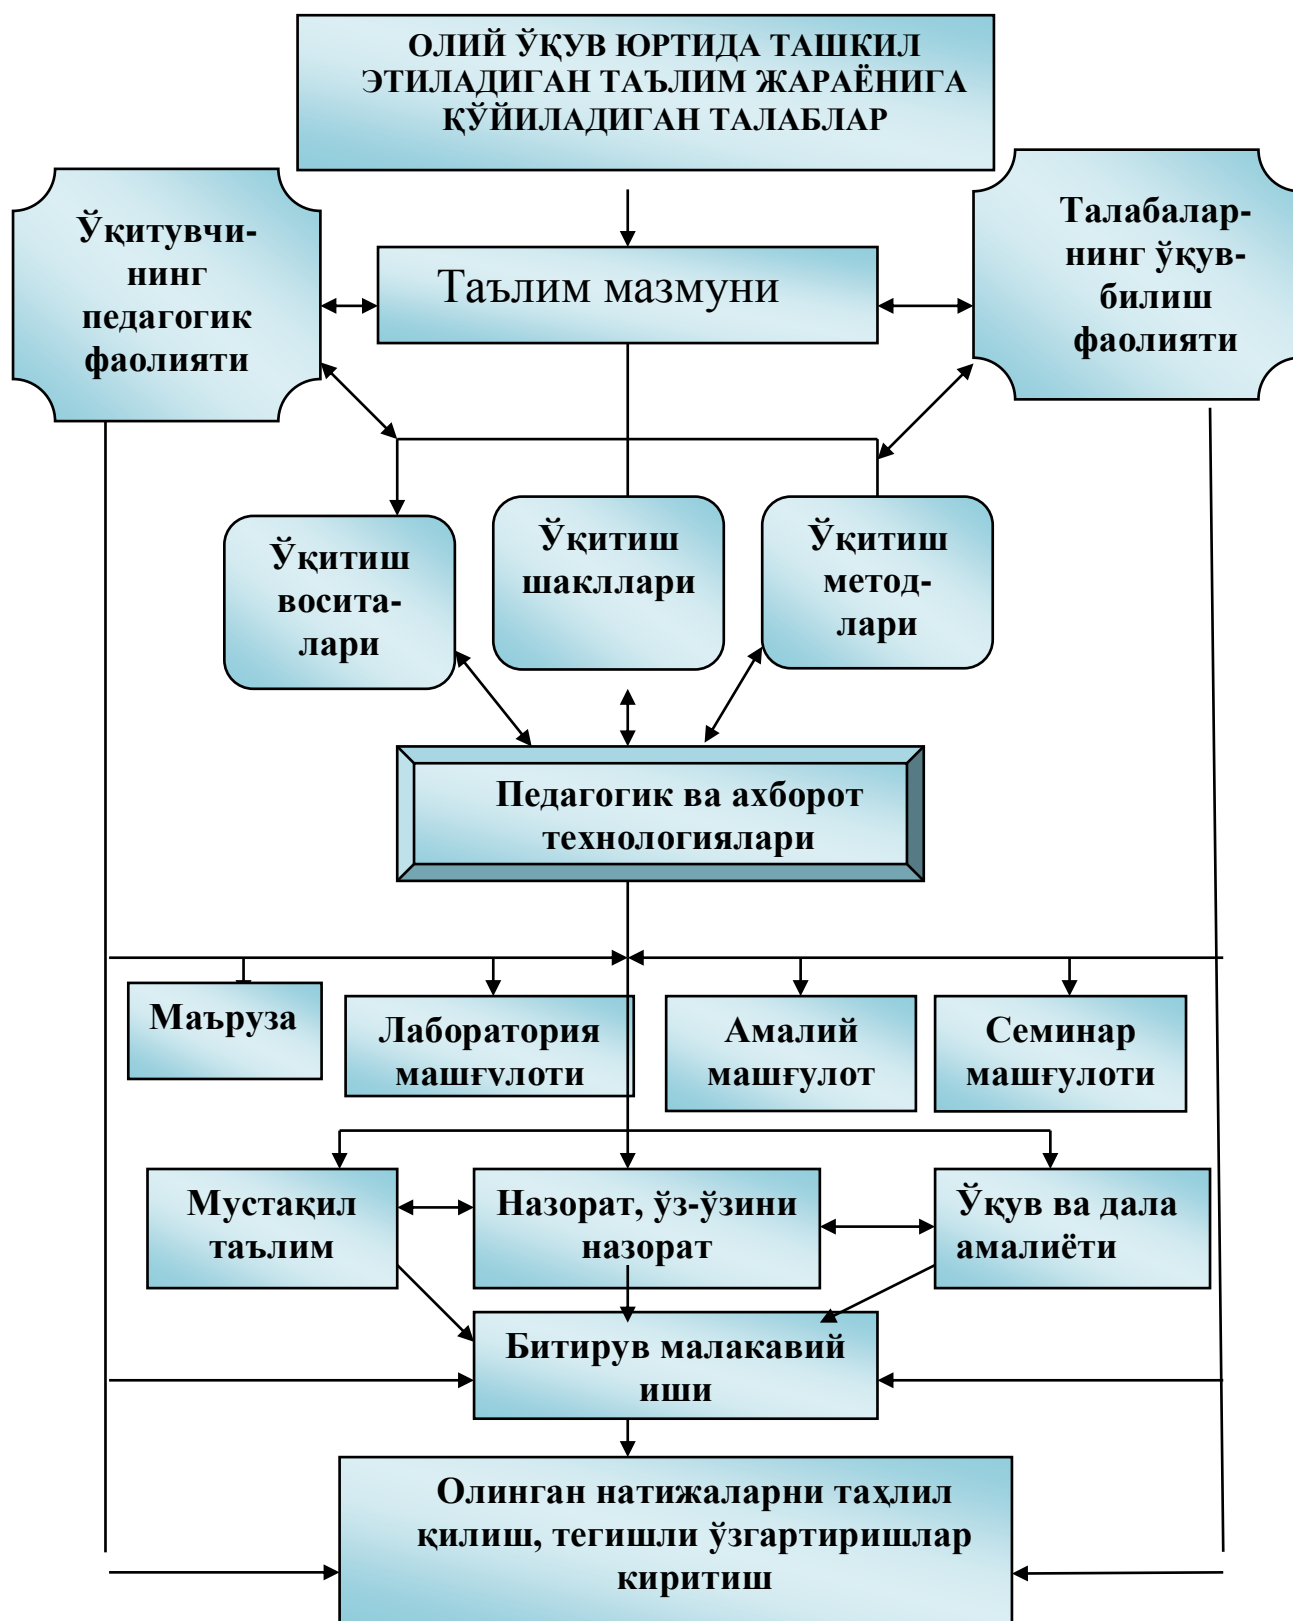 ОЛИЙ ЎҚУВ ЮРТИДА ТАШКИЛ
ЭТИЛАДИГАН ТАЪЛИМ ЖАРАЁНИГА
ҚЎЙИЛАДИГАН ТАЛАБЛАР
Ўқитувчи-
нинг
педагогик
фаолияти
Таълим мазмуни
Талабалар-
нинг ўқув-
билиш
фаолияти
Ўқитиш
восита-
лари
Ўқитиш
шакллари
Ўқитиш
метод-
лари
Педагогик ва ахборот
технологиялари
Маъруза
Лаборатория
машғулоти
Амалий
машғулот
Семинар
машғулоти
Мустақил
таълим
Назорат, ўз-ўзини
назорат
Ўқув ва дала
амалиёти
Битирув малакавий
иши
Олинган натижаларни таҳлил
қилиш, тегишли ўзгартиришлар
киритиш